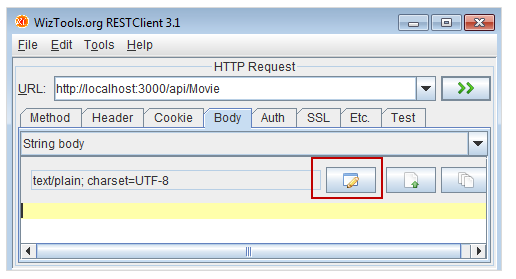 WizTools.org RESTClient 3.1
File Edit Tools Help
HTTP Request
URL: http://localhost:3000/api/Movie
Method Header Cookie Body Auth SSL Etc. Test
String body
text/plain; charset=UTF-8